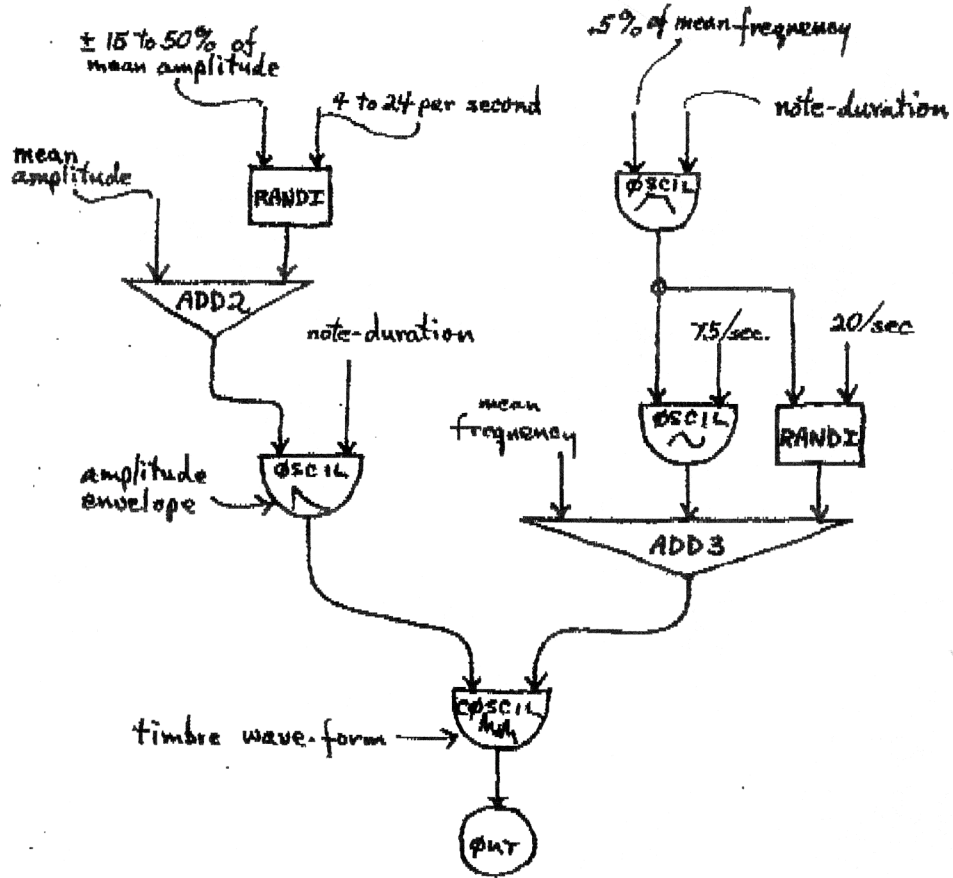 ± 15 to 50% of
mean amplitude
4 to 24 per second
mean
amplitude
RANDI
ADD2
note-duration
ØSCIL
amplitude
envelope
.5% of mean frequency
note-duration
ØSCIL
7.5/sec.
20/sec
mean
frequency
ØSCIL
RANDI
ADD3
CØSCIL
timbre wave-form
ØUT